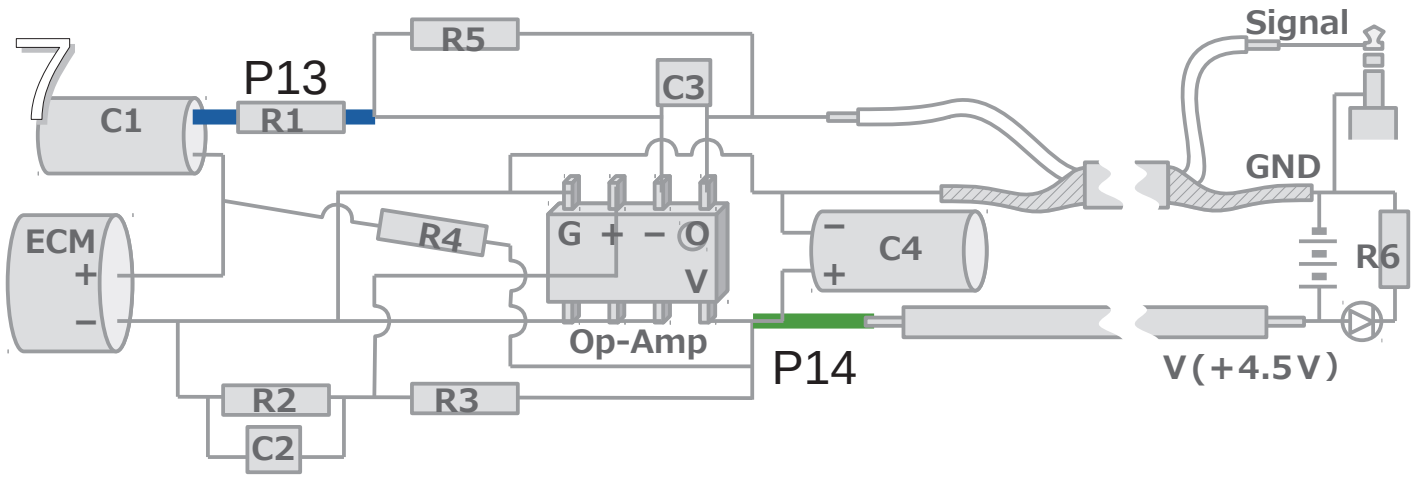 7
Signal
R5
P13
C3
C1
R1
GND
ECM
R4
G + − O
− C4
R6
+
V
+
−
Op-Amp
P14
V(+4.5V)
R2
R3
C2